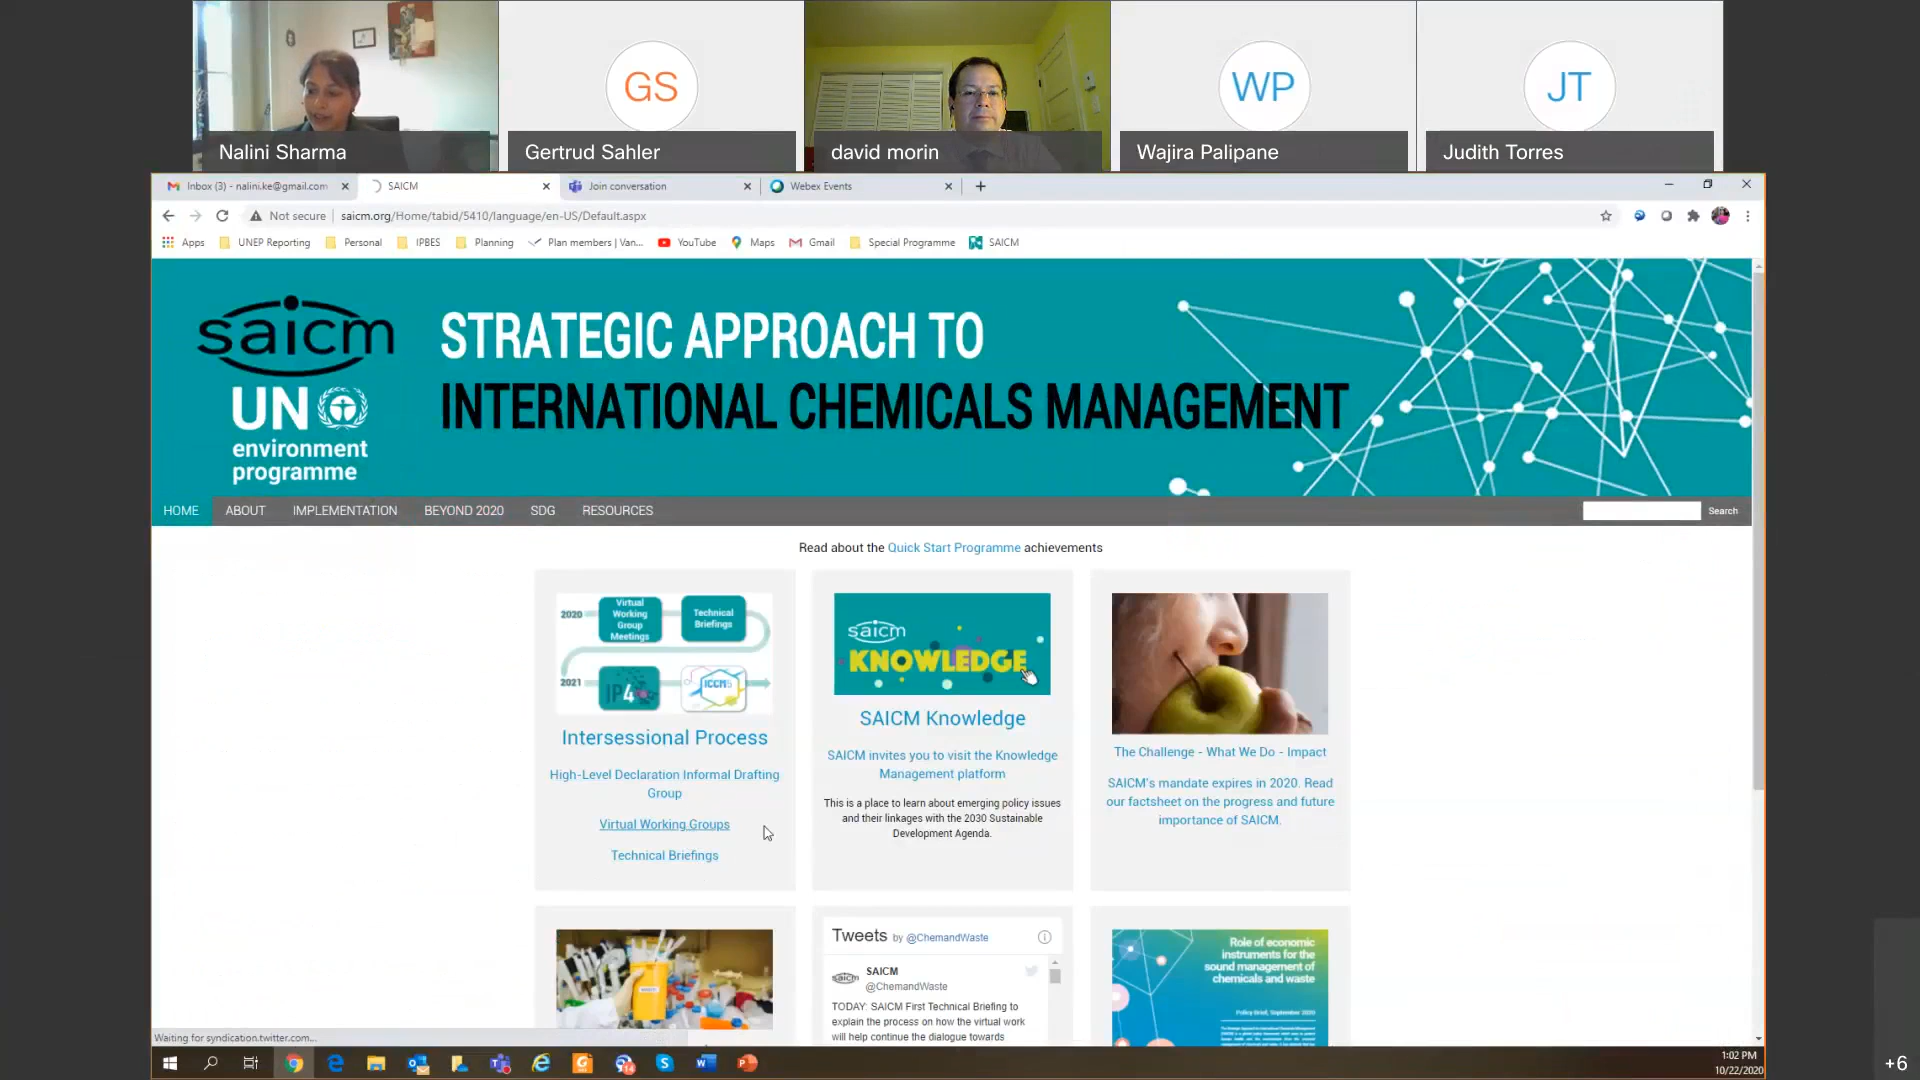 GS
WP
JT
Nalini Sharma
Gertrud Sahler
david morin
Wajira Palipane
Judith Torres
Inbox (3) - nalini.ke@gmail.com
SAICM
Join conversation
Webex Events
Not secure
saicm.org/Home/tabid/5410/language/en-US/Default.aspx
Apps
UNEP Reporting
Personal
IPBES
Planning
Plan members | Van...
YouTube
Maps
Gmail
Special Programme
SAICM
saicm
UN
environment
programme
STRATEGIC APPROACH TO
INTERNATIONAL CHEMICALS MANAGEMENT
HOME
ABOUT
IMPLEMENTATION
BEYOND 2020
SDG
RESOURCES
Search
Read about the Quick Start Programme achievements
2020
Virtual
Working
Group
Meetings
Technical
Briefings
2021
IP4
ICCM5
Intersessional Process
High-Level Declaration Informal Drafting
Group
Virtual Working Groups
Technical Briefings
saicm
KNOWLEDGE
SAICM Knowledge
SAICM invites you to visit the Knowledge
Management platform
This is a place to learn about emerging policy issues
and their linkages with the 2030 Sustainable
Development Agenda.
The Challenge - What We Do - Impact
SAICM's mandate expires in 2020. Read
our factsheet on the progress and future
importance of SAICM.
Tweets by @ChemandWaste
saicm
SAICM
@ChemandWaste
TODAY: SAICM First Technical Briefing to
explain the process on how the virtual work
will help continue the dialogue towards
Role of economic
instruments for the
sound management of
chemicals and waste
Policy Brief, September 2020
Waiting for syndication.twitter.com...
14
1:02 PM
10/22/2020
+6